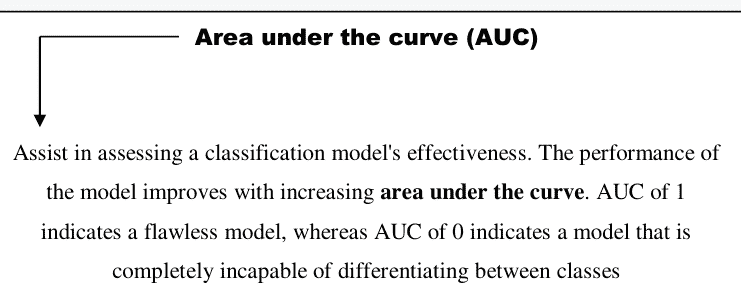 Area under the curve (AUC)
Assist in assessing a classification model's effectiveness. The performance of
the model improves with increasing area under the curve. AUC of 1
indicates a flawless model, whereas AUC of 0 indicates a model that is
completely incapable of differentiating between classes